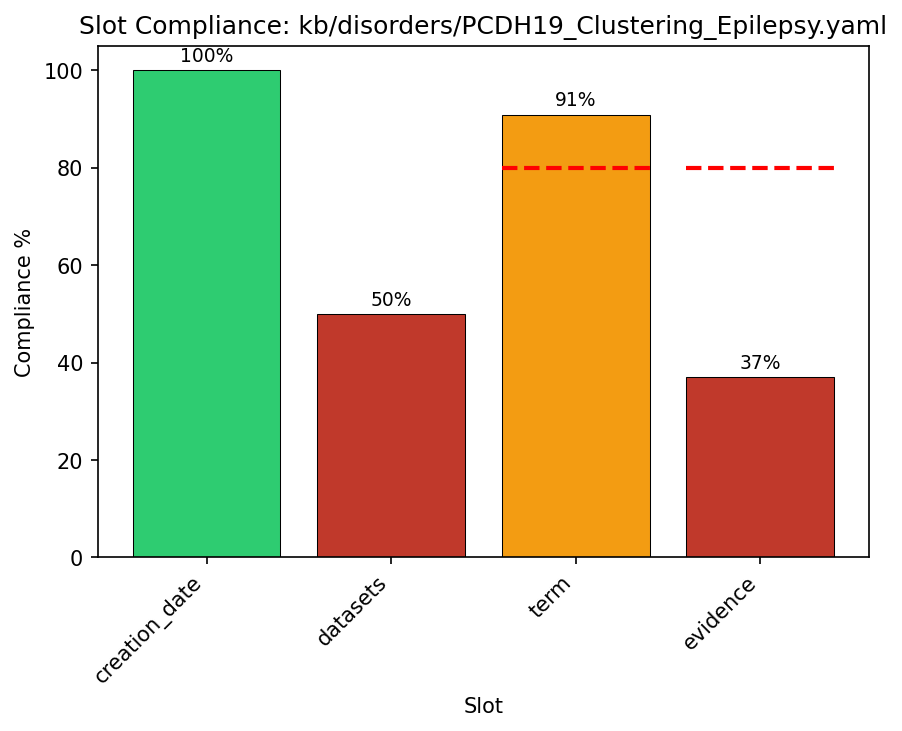 Slot Compliance: kb/disorders/PCDH19_Clustering_Epilepsy.yaml
100%
91%
50%
37%
Compliance %
100
80
60
40
20
0
creation_date
datasets
term
evidence
Slot